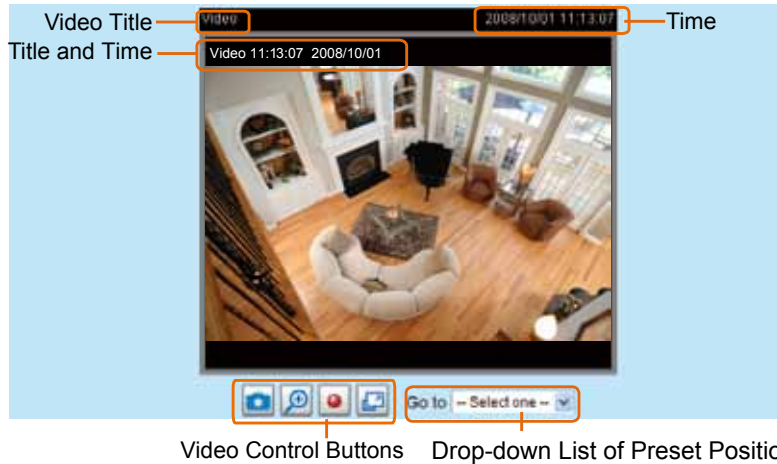 Video Title
Video
2008/10/01 11:13:07
Time
Title and Time
Video 11:13:07 2008/10/01
Go to
-- Select one --
Video Control Buttons
Drop-down List of Preset Positio